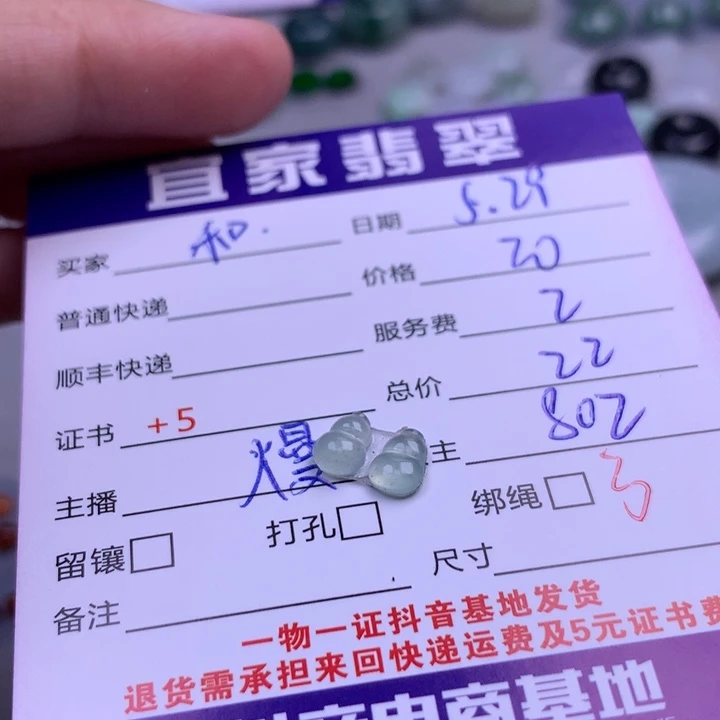 宜家翡翠
买家 和. 日期 5.29
普通快递 价格 20
顺丰快递 服务费 2
证书 +5 总价 22
主播 主 802
留镶 打孔 绑绳 3
备注 尺寸
一物一证抖音基地发货
退货需承担来回快递运费及5元证书费
电商基地